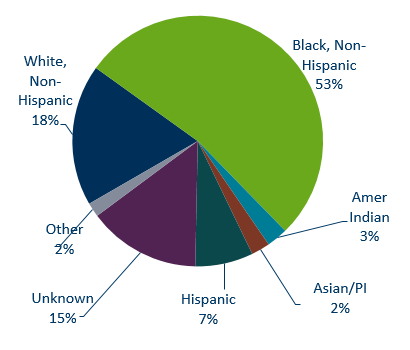 Black, Non-
Hispanic
53%
White,
Non-
Hispanic
18%
Amer
Indian
3%
Other
2%
Asian/PI
2%
Unknown
15%
Hispanic
7%